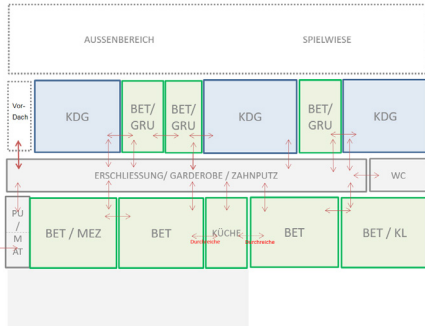 AUSSENBEREICH SPIELWIESE
Vor-
Dach
KDG
BET/
GRU
BET/
GRU
KDG
BET/
GRU
KDG
ERSCHLIESSUNG/ GARDEROBE / ZAHNPUTZ
WC
PU
/
M
AT
BET / MEZ
BET
KÜCHE
BET
BET / KL
Durchreiche
Durchreiche